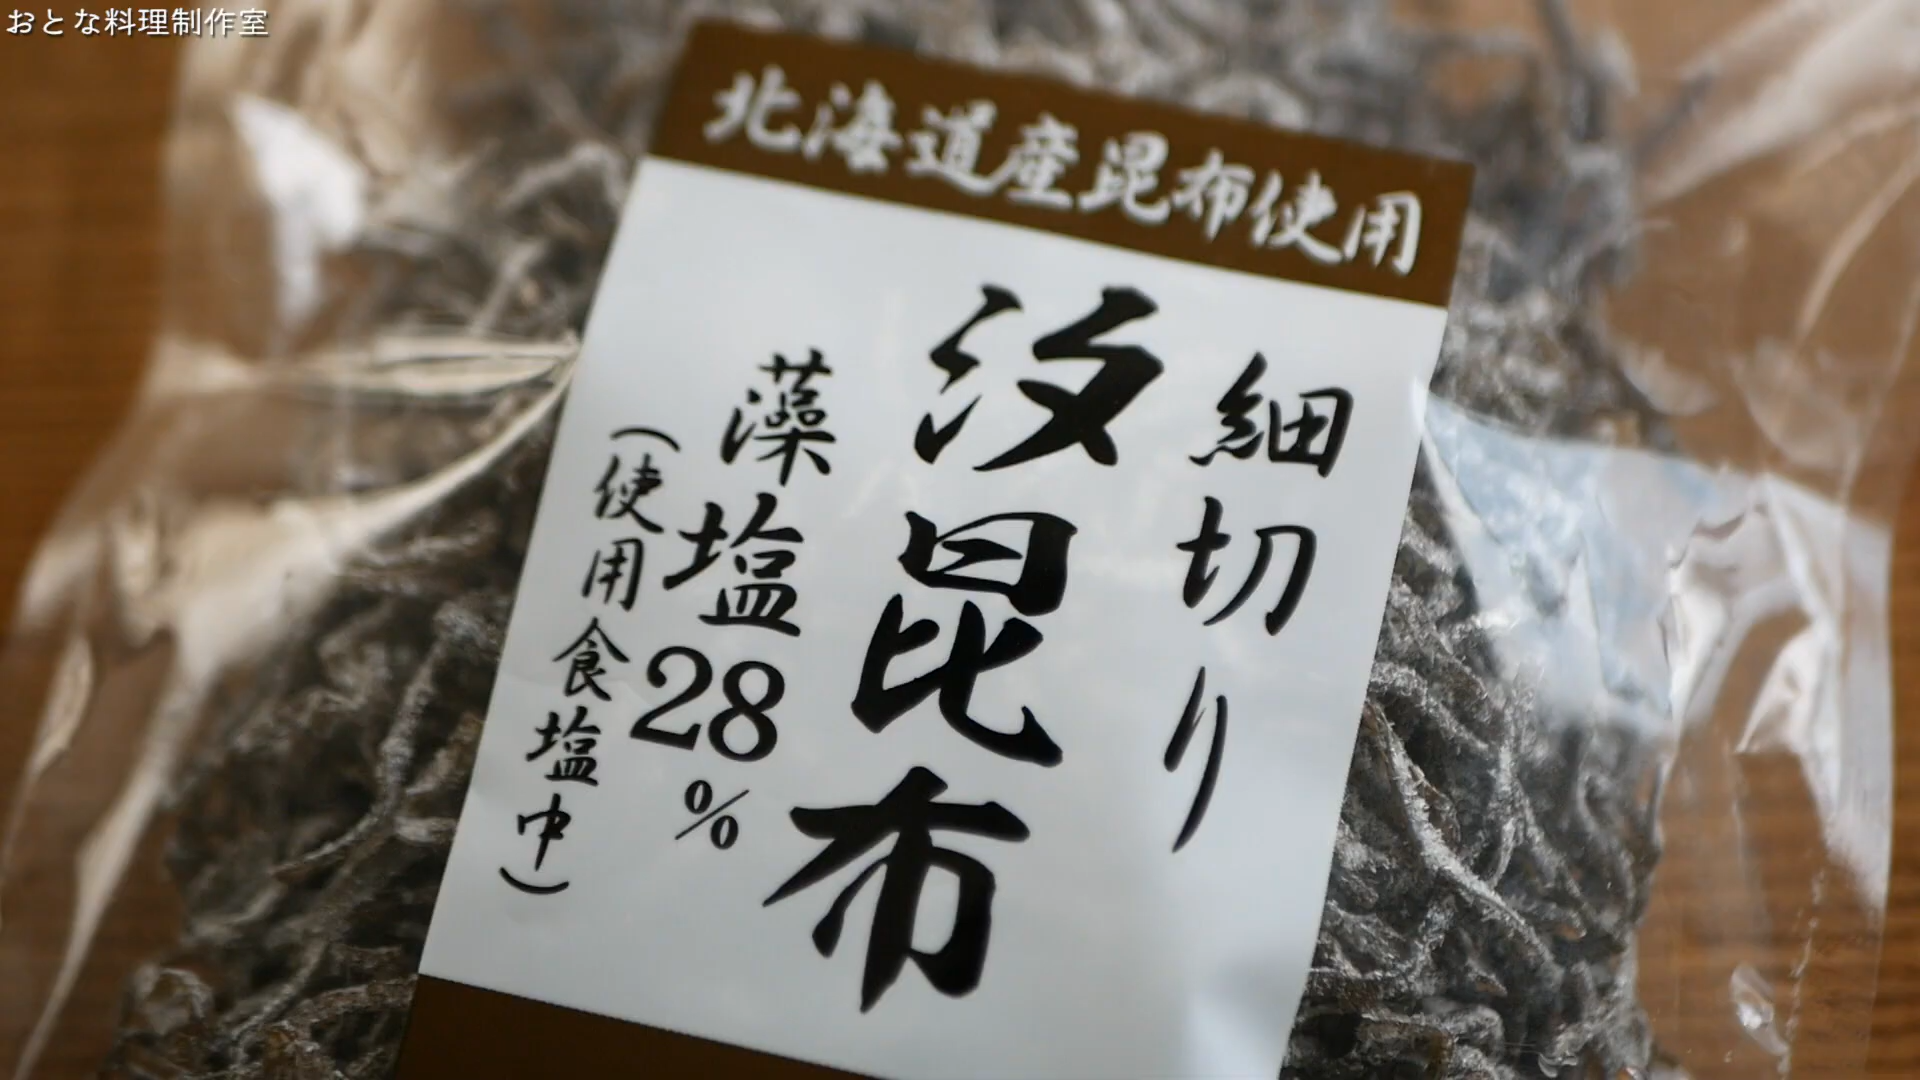 おとな料理制作室
北海道産昆布使用
細切り
汐昆布
藻塩28%
(使用食塩中)